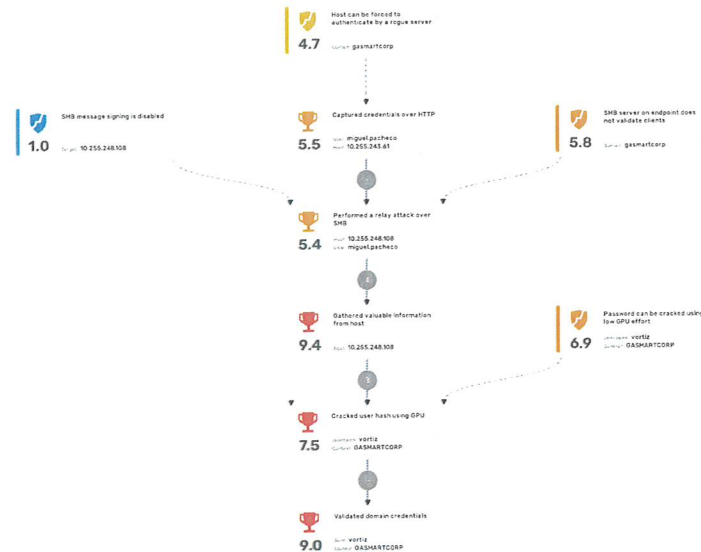 Host can be forced to
authenticate by a rogue server
4.7
gasmartcorp
SMB message signing is disabled
1.0
Target: 10.255.248.108
Captured credentials over HTTP
5.5
miguel.pacheco
10.255.243.61
SMB server on endpoint does
not validate clients
5.8
gasmartcorp
Performed a relay attack over
SMB
5.4
10.255.248.108
miguel.pacheco
Gathered valuable information
from host
9.4
10.255.248.108
Password can be cracked using
low GPU effort
6.9
vortiz
GASMARTCORP
Cracked user hash using GPU
7.5
vortiz
GASMARTCORP
Validated domain credentials
9.0
vortiz
GASMARTCORP